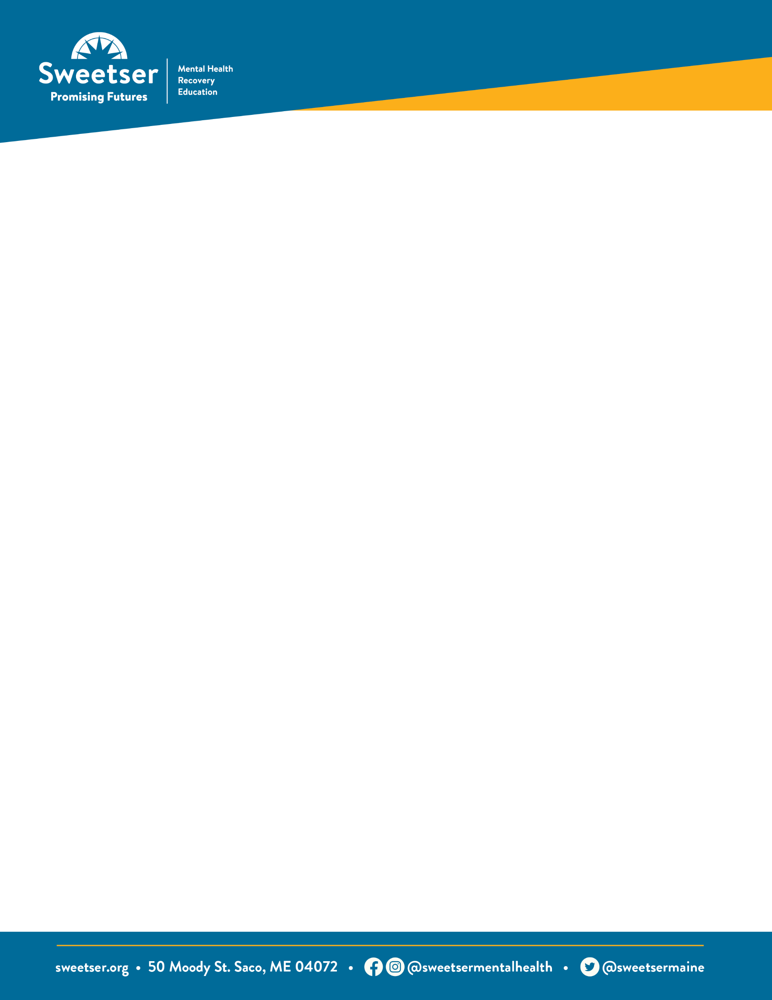 Sweetser
Promising Futures
Mental Health
Recovery
Education
sweetser.org • 50 Moody St. Saco, ME 04072 • @sweetsermentalhealth • @sweetsermaine